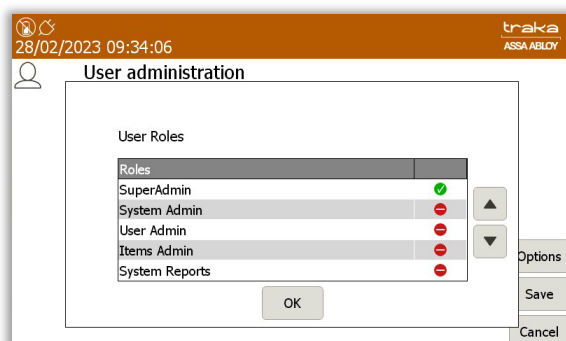 traka
28/02/2023 09:34:06
ASSA ABLOY
User administration
User Roles
Roles
SuperAdmin
System Admin
User Admin
Items Admin
System Reports
Options
OK
Save
Cancel